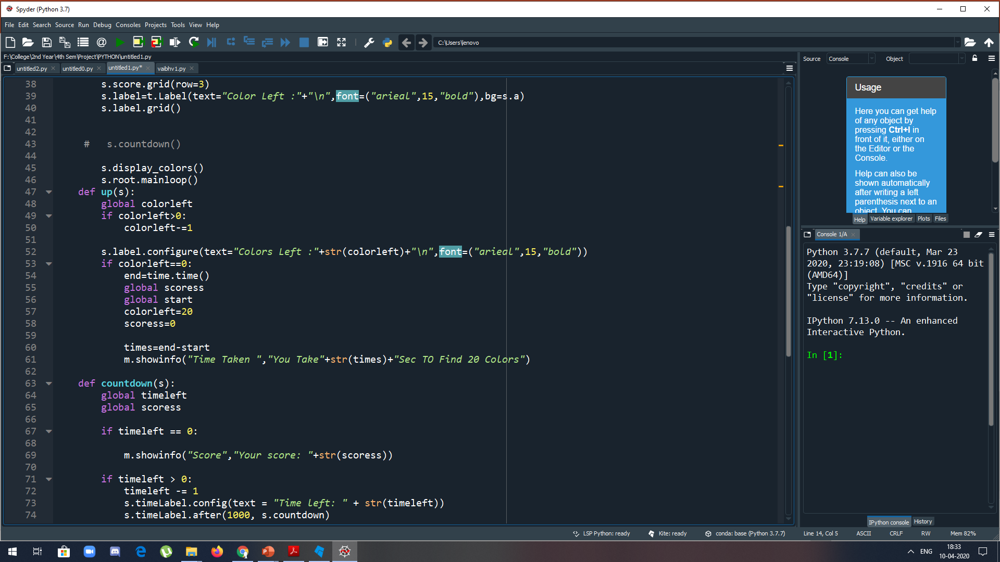 Spyder (Python 3.7)
File Edit Search Source Run Debug Consoles Projects Tools View Help
C:\Users\lenovo
F:\College\2nd Year\4th Sem\Project\PYTHON\untitled1.py
untitled2.py untitled0.py untitled1.py* vaibhv1.py
38 s.score.grid(row=3)
39 s.label=t.Label(text="Color Left :"+"\n",font=("arieal",15,"bold"),bg=s.a)
40 s.label.grid()
41
42
43 # s.countdown()
44
45 s.display_colors()
46 s.root.mainloop()
47 def up(s):
48 global colorleft
49 if colorleft>0:
50 colorleft-=1
51
52 s.label.configure(text="Colors Left :"+str(colorleft)+"\n",font=("arieal",15,"bold"))
53 if colorleft==0:
54 end=time.time()
55 global scoress
56 global start
57 colorleft=20
58 scoress=0
59
60 times=end-start
61 m.showinfo("Time Taken ","You Take"+str(times)+"Sec TO Find 20 Colors")
62
63 def countdown(s):
64 global timeleft
65 global scoress
66
67 if timeleft == 0:
68
69 m.showinfo("Score","Your score: "+str(scoress))
70
71 if timeleft > 0:
72 timeleft -= 1
73 s.timeLabel.config(text = "Time left: " + str(timeleft))
74 s.timeLabel.after(1000, s.countdown)
Source Console Object
Usage
Here you can get help
of any object by
pressing Ctrl+I in
front of it, either on
the Editor or the
Console.
Help can also be
shown automatically
after writing a left
parenthesis next to an
object. You can
Help Variable explorer Plots Files
Console 1/A
Python 3.7.7 (default, Mar 23
2020, 23:19:08) [MSC v.1916 64 bit
(AMD64)]
Type "copyright", "credits" or
"license" for more information.
IPython 7.13.0 -- An enhanced
Interactive Python.
In [1]:
IPython console History
LSP Python: ready Kite: ready conda: base (Python 3.7.7) Line 14, Col 5 ASCII CRLF RW Mem 82%
ENG
18:33
10-04-2020